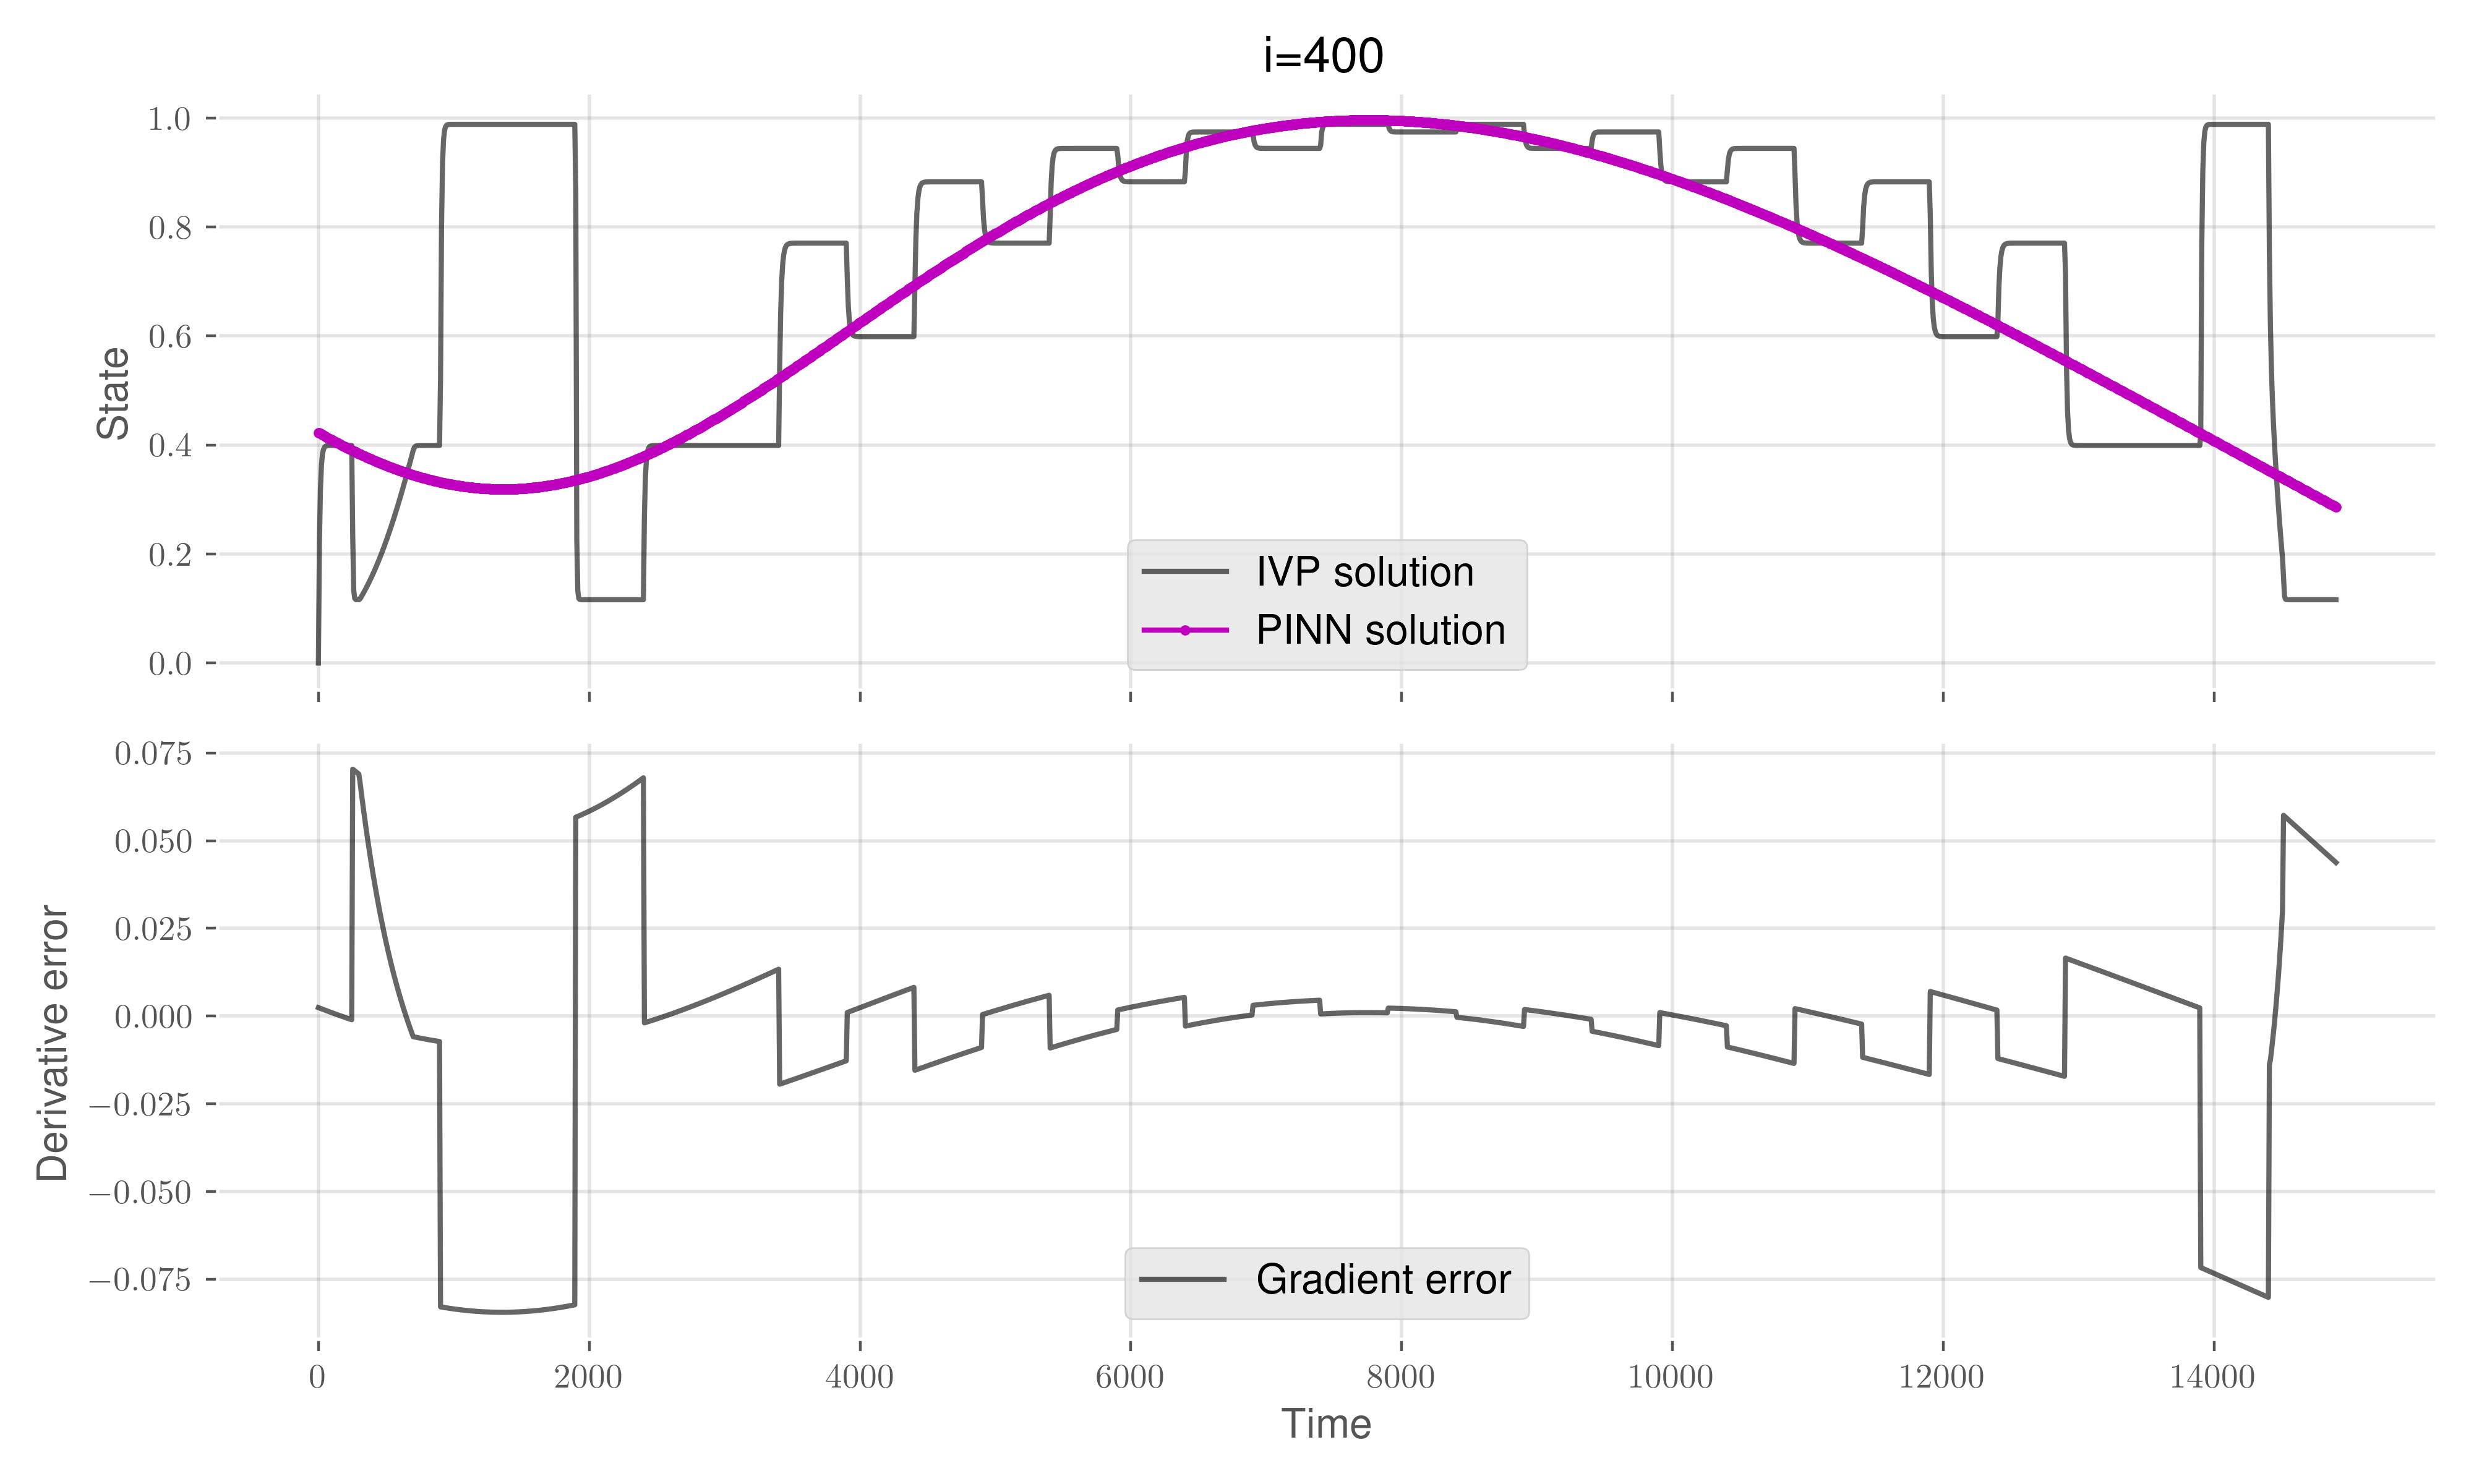 i=400
State
1.0
0.8
0.6
0.4
0.2
0.0
IVP solution
PINN solution
Derivative error
0.075
0.050
0.025
0.000
−0.025
−0.050
−0.075
Gradient error
0 2000 4000 6000 8000 10000 12000 14000
Time